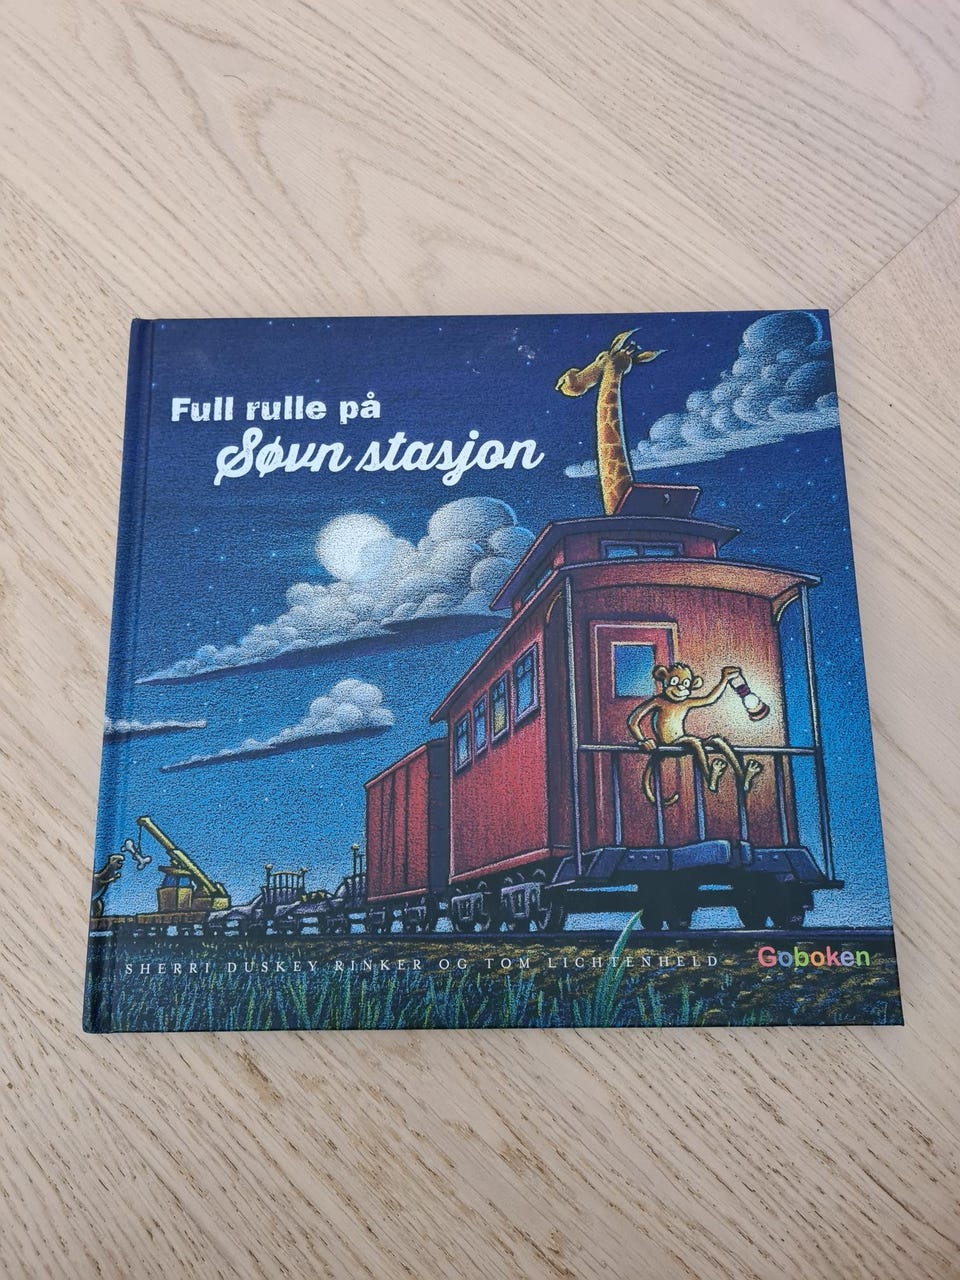 Full rulle på
Søvn stasjon
SHERRI DUSKEY RINKER OG TOM LICHTENHELD
Goboken